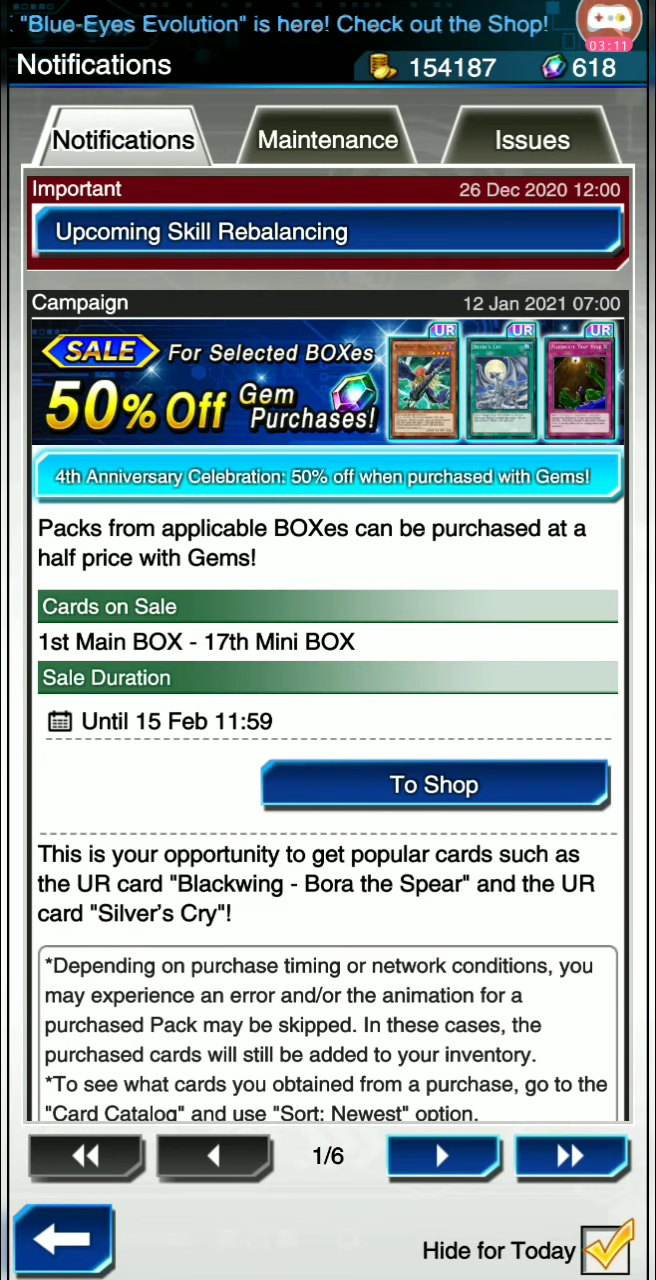 "Blue-Eyes Evolution" is here! Check out the Shop!
03:11
Notifications
154187
618
Notifications
Maintenance
Issues
Important
26 Dec 2020 12:00
Upcoming Skill Rebalancing
Campaign
12 Jan 2021 07:00
SALE For Selected BOXes
50% Off Gem Purchases!
UR
UR
UR
4th Anniversary Celebration: 50% off when purchased with Gems!
Packs from applicable BOXes can be purchased at a
half price with Gems!
Cards on Sale
1st Main BOX - 17th Mini BOX
Sale Duration
Until 15 Feb 11:59
To Shop
This is your opportunity to get popular cards such as
the UR card "Blackwing - Bora the Spear" and the UR
card "Silver's Cry"!
*Depending on purchase timing or network conditions, you
may experience an error and/or the animation for a
purchased Pack may be skipped. In these cases, the
purchased cards will still be added to your inventory.
*To see what cards you obtained from a purchase, go to the
"Card Catalog" and use "Sort: Newest" option.
1/6
Hide for Today